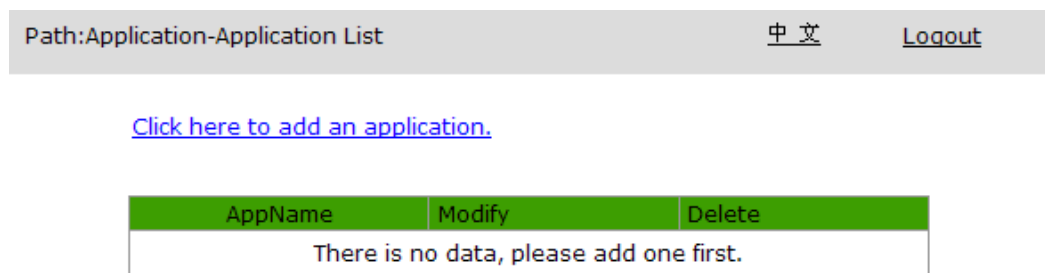 Path:Application-Application List 中 文 Logout
Click here to add an application.
AppName Modify Delete
There is no data, please add one first.